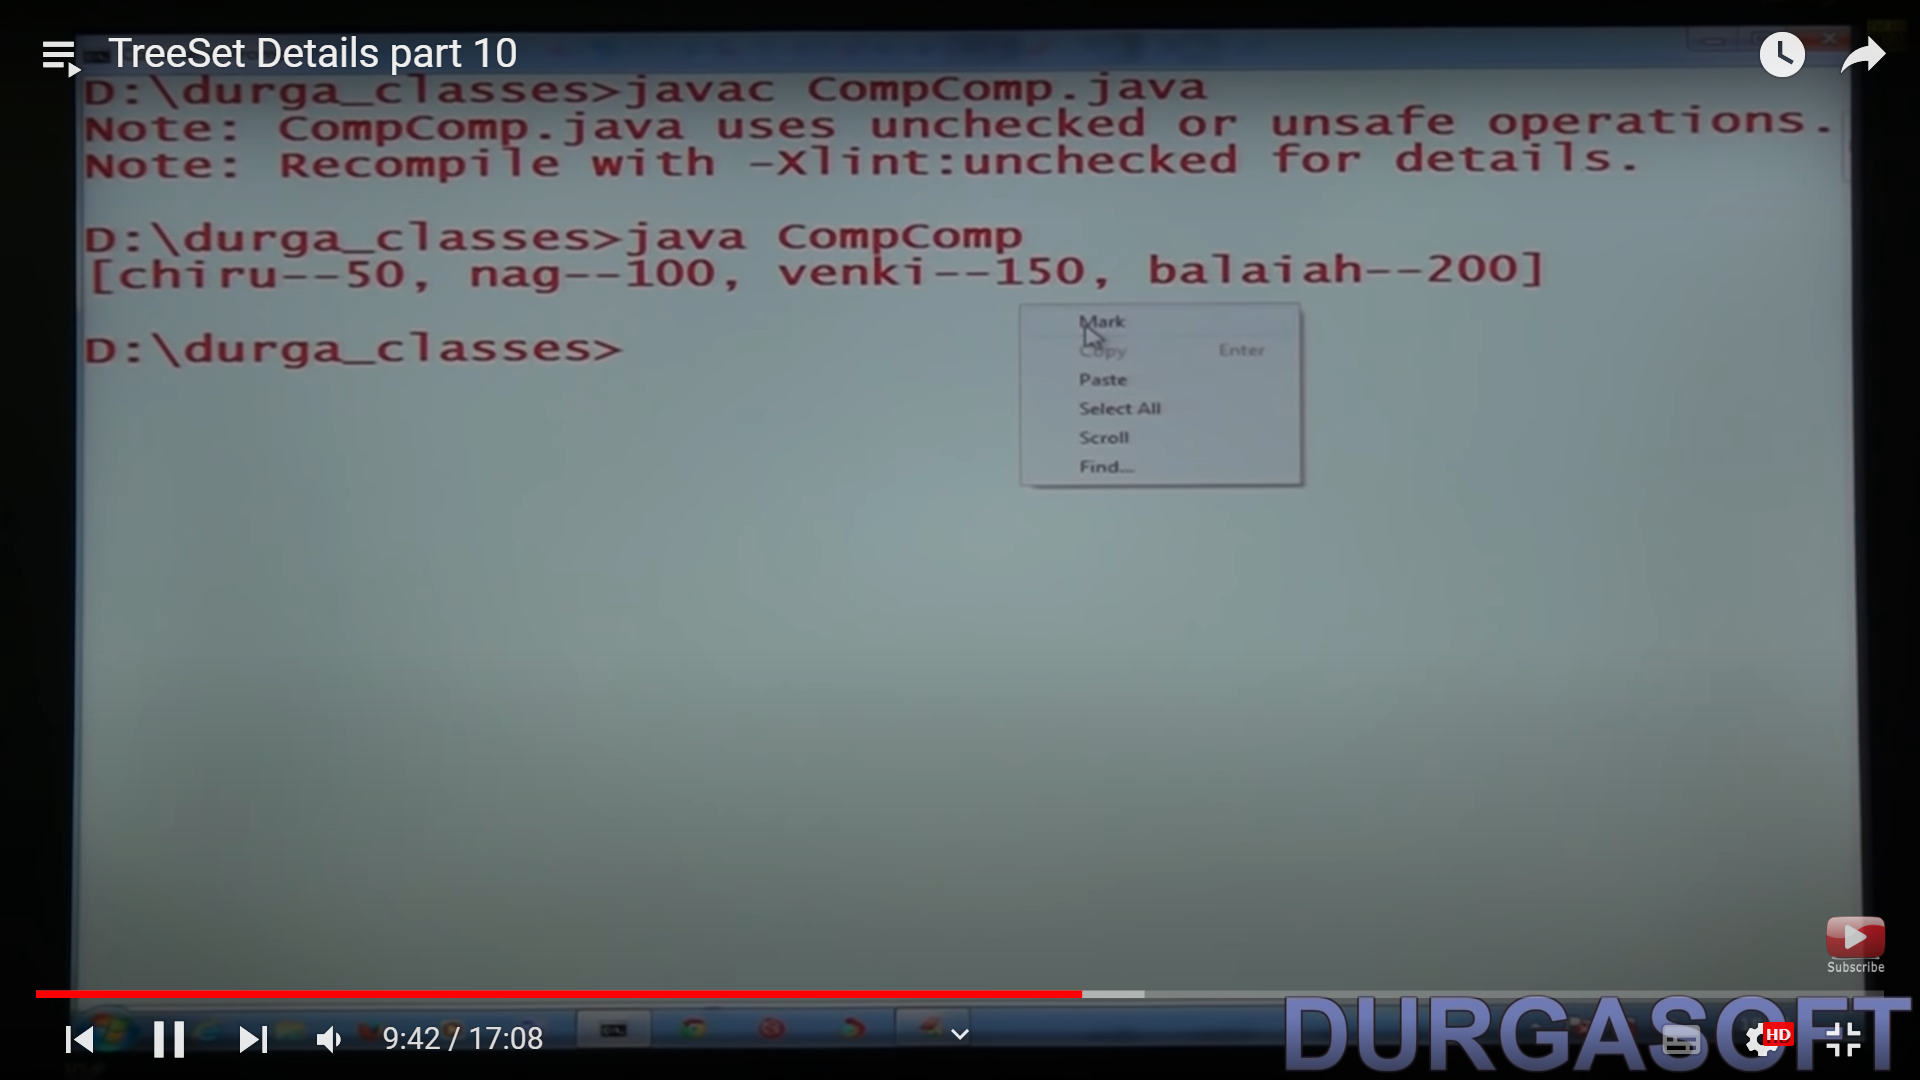 TreeSet Details part 10
D:\durga_classes>javac CompComp.java
Note: CompComp.java uses unchecked or unsafe operations.
Note: Recompile with -Xlint:unchecked for details.
D:\durga_classes>java CompComp
[chiru--50, nag--100, venki--150, balaiah--200]
D:\durga_classes>
Mark
Copy Enter
Paste
Select All
Scroll
Find...
Subscribe
DURGASOFT
9:42 / 17:08
HD